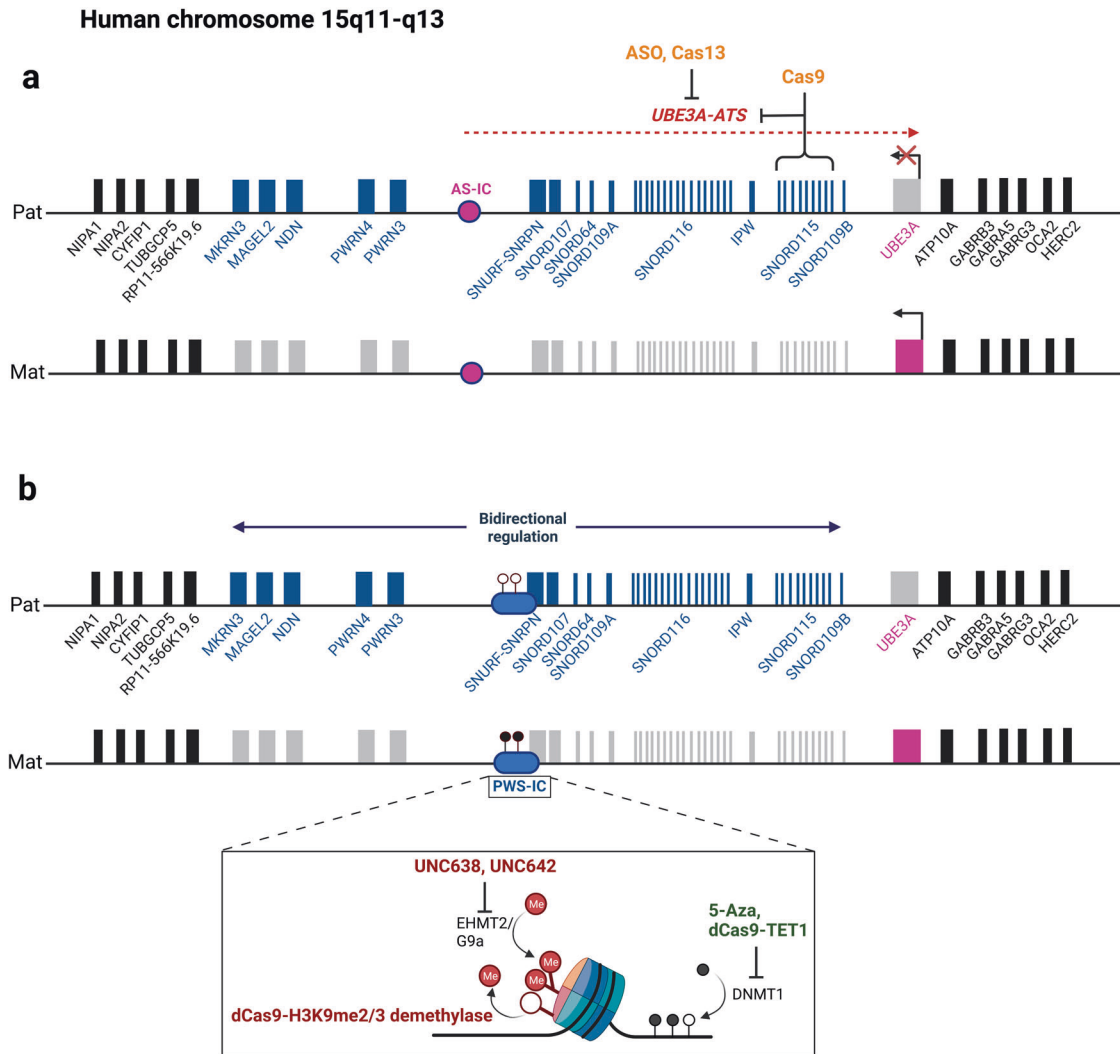 Human chromosome 15q11-q13
a
ASO, Cas13
Cas9
UBE3A-ATS
AS-IC
Pat
NIPA1
NIPA2
CYFIP1
TUBGCP5
RP11-566K19.6
MKRN3
MAGEL2
NDN
PWRN4
PWRN3
SNURF-SNRPN
SNORD107
SNORD64
SNORD109A
SNORD116
IPW
SNORD115
SNORD109B
UBE3A
ATP10A
GABRB3
GABRA5
GABRG3
OCA2
HERC2
Mat
b
Bidirectional
regulation
Pat
NIPA1
NIPA2
CYFIP1
TUBGCP5
RP11-566K19.6
MKRN3
MAGEL2
NDN
PWRN4
PWRN3
SNURF-SNRPN
SNORD107
SNORD64
SNORD109A
SNORD116
IPW
SNORD115
SNORD109B
UBE3A
ATP10A
GABRB3
GABRA5
GABRG3
OCA2
HERC2
Mat
PWS-IC
UNC638, UNC642
Me
EHMT2/
G9a
5-Aza,
dCas9-TET1
Me
Me
Me
DNMT1
dCas9-H3K9me2/3 demethylase